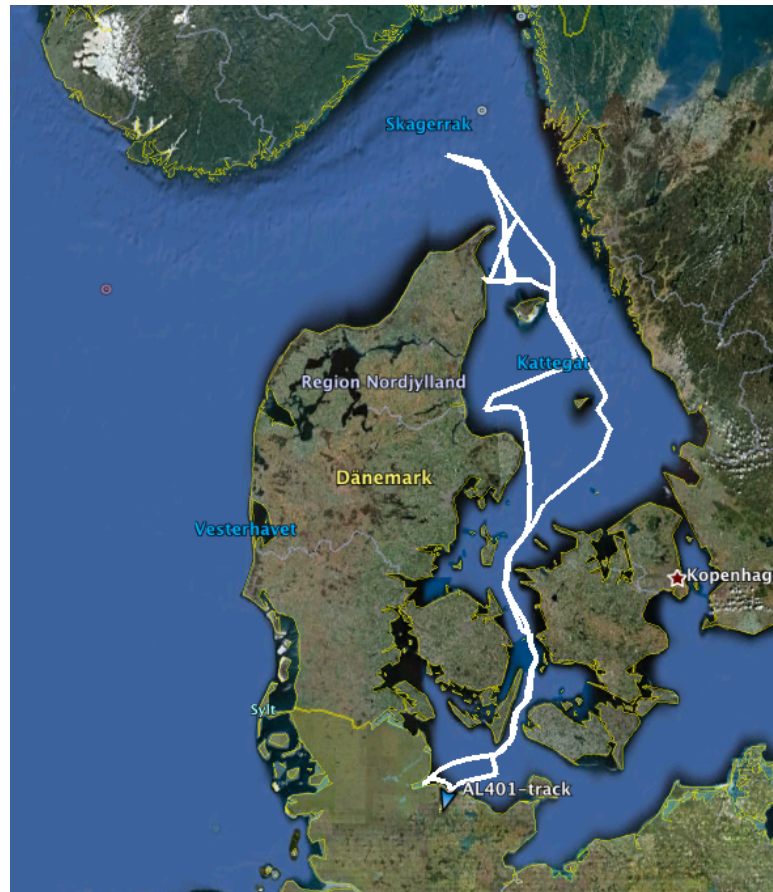 Skagerrak
Kattegat
Region Nordjylland
Dänemark
Vesterhavet
Kopenhag
Sylt
AL401-track